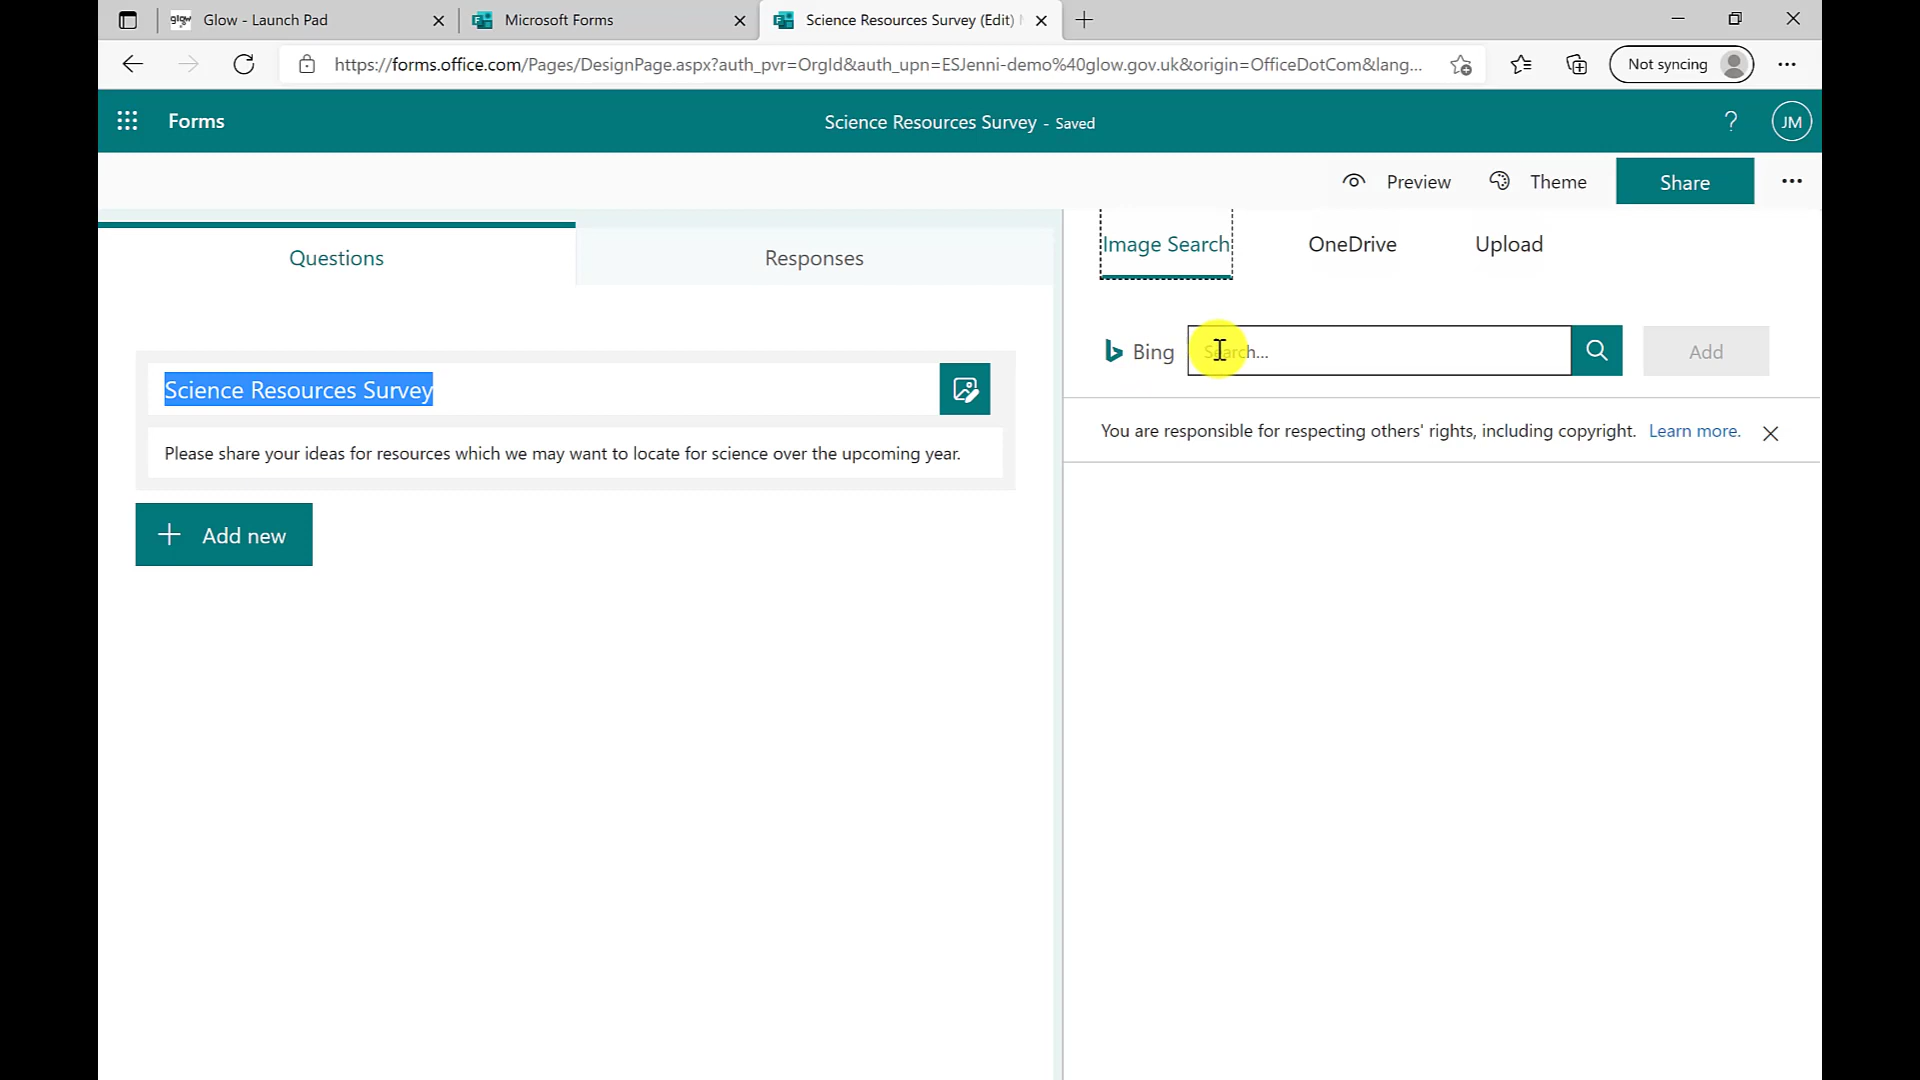 glow Glow - Launch Pad
Microsoft Forms
Science Resources Survey (Edit)
https://forms.office.com/Pages/DesignPage.aspx?auth_pvr=OrgId&auth_upn=ESJenni-demo%40glow.gov.uk&origin=OfficeDotCom&lang...
Not syncing
Forms
Science Resources Survey - Saved
?
JM
Preview
Theme
Share
Questions
Responses
Science Resources Survey
Please share your ideas for resources which we may want to locate for science over the upcoming year.
Add new
Image Search
OneDrive
Upload
Bing
Search...
Add
You are responsible for respecting others' rights, including copyright. Learn more.